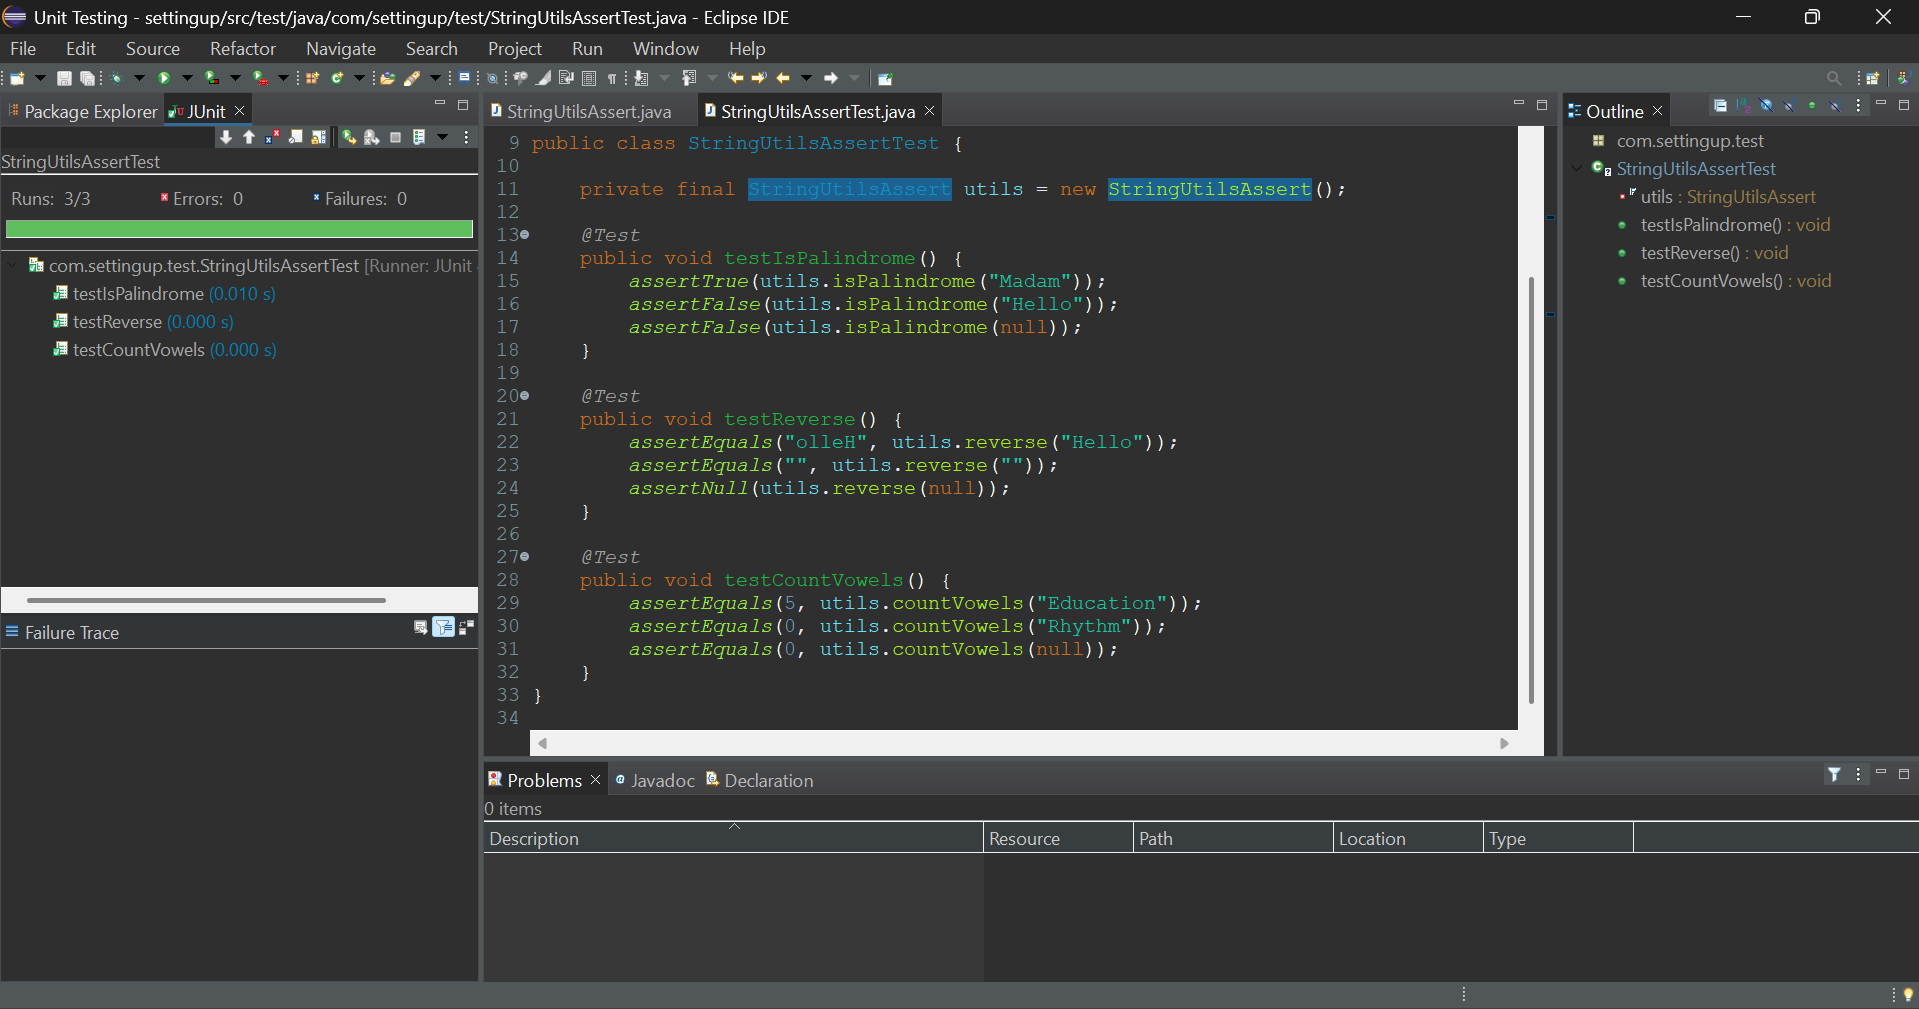 Unit Testing - settingup/src/test/java/com/settingup/test/StringUtilsAssertTest.java - Eclipse IDE
File Edit Source Refactor Navigate Search Project Run Window Help
Package Explorer JUnit
StringUtilsAssertTest
Runs: 3/3 Errors: 0 Failures: 0
com.settingup.test.StringUtilsAssertTest [Runner: JUnit
testIsPalindrome (0.010 s)
testReverse (0.000 s)
testCountVowels (0.000 s)
Failure Trace
StringUtilsAssert.java StringUtilsAssertTest.java
9 public class StringUtilsAssertTest {
10
11 private final StringUtilsAssert utils = new StringUtilsAssert();
12
13 @Test
14 public void testIsPalindrome() {
15 assertTrue(utils.isPalindrome("Madam"));
16 assertFalse(utils.isPalindrome("Hello"));
17 assertFalse(utils.isPalindrome(null));
18 }
19
20 @Test
21 public void testReverse() {
22 assertEquals("olleH", utils.reverse("Hello"));
23 assertEquals("", utils.reverse(""));
24 assertNull(utils.reverse(null));
25 }
26
27 @Test
28 public void testCountVowels() {
29 assertEquals(5, utils.countVowels("Education"));
30 assertEquals(0, utils.countVowels("Rhythm"));
31 assertEquals(0, utils.countVowels(null));
32 }
33 }
34
Outline
com.settingup.test
StringUtilsAssertTest
utils : StringUtilsAssert
testIsPalindrome() : void
testReverse() : void
testCountVowels() : void
Problems Javadoc Declaration
0 items
Description Resource Path Location Type